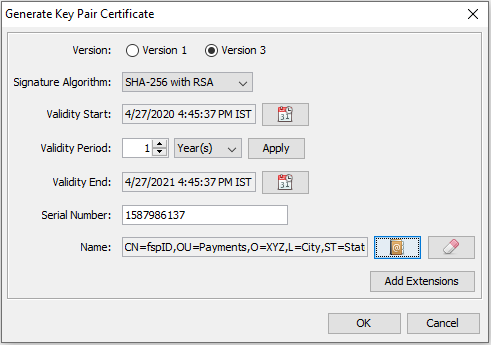 Generate Key Pair Certificate
Version: Version 1 Version 3
Signature Algorithm: SHA-256 with RSA
Validity Start: 4/27/2020 4:45:37 PM IST
Validity Period: 1 Year(s) Apply
Validity End: 4/27/2021 4:45:37 PM IST
Serial Number: 1587986137
Name: CN=fspID,OU=Payments,O=XYZ,L=City,ST=Stat
Add Extensions
OK Cancel